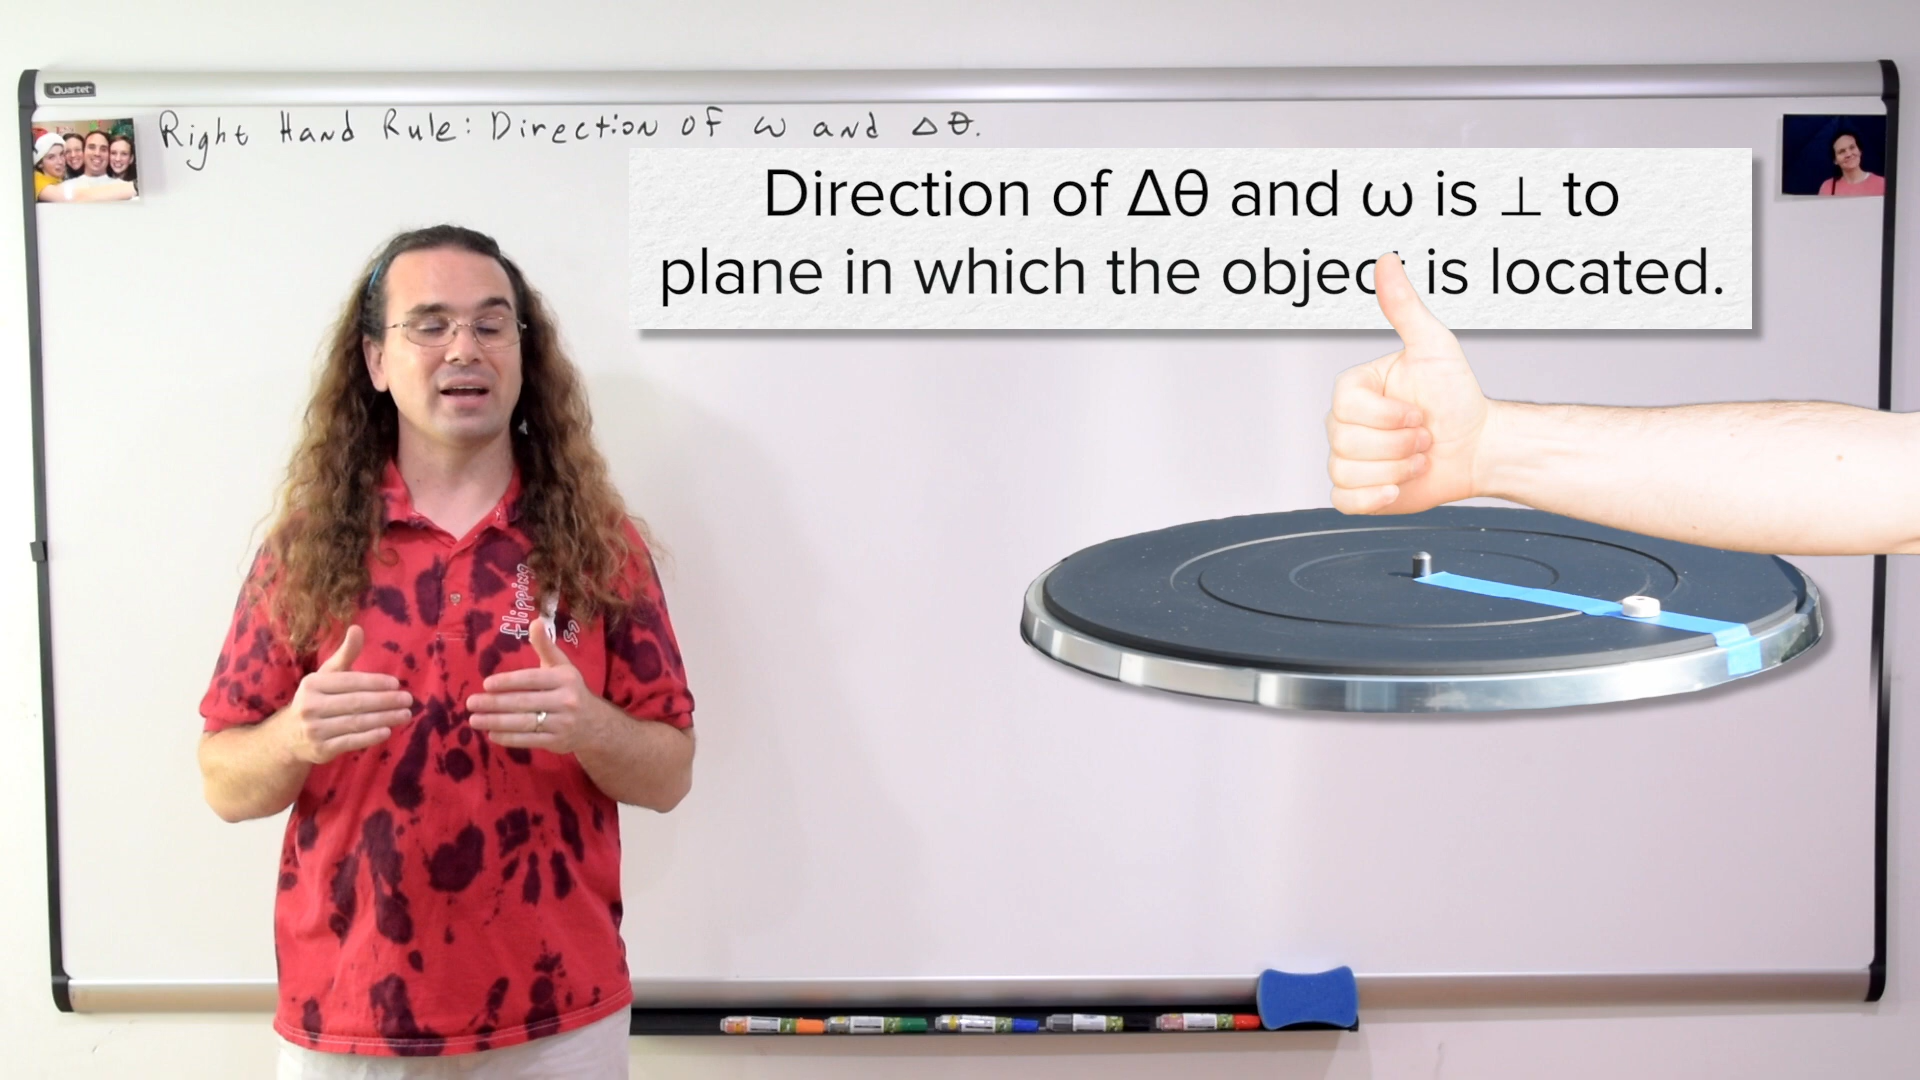 Quartet
Right Hand Rule: Direction of ω and Δθ.
Direction of Δθ and ω is ⊥ to
plane in which the object is located.
flipping